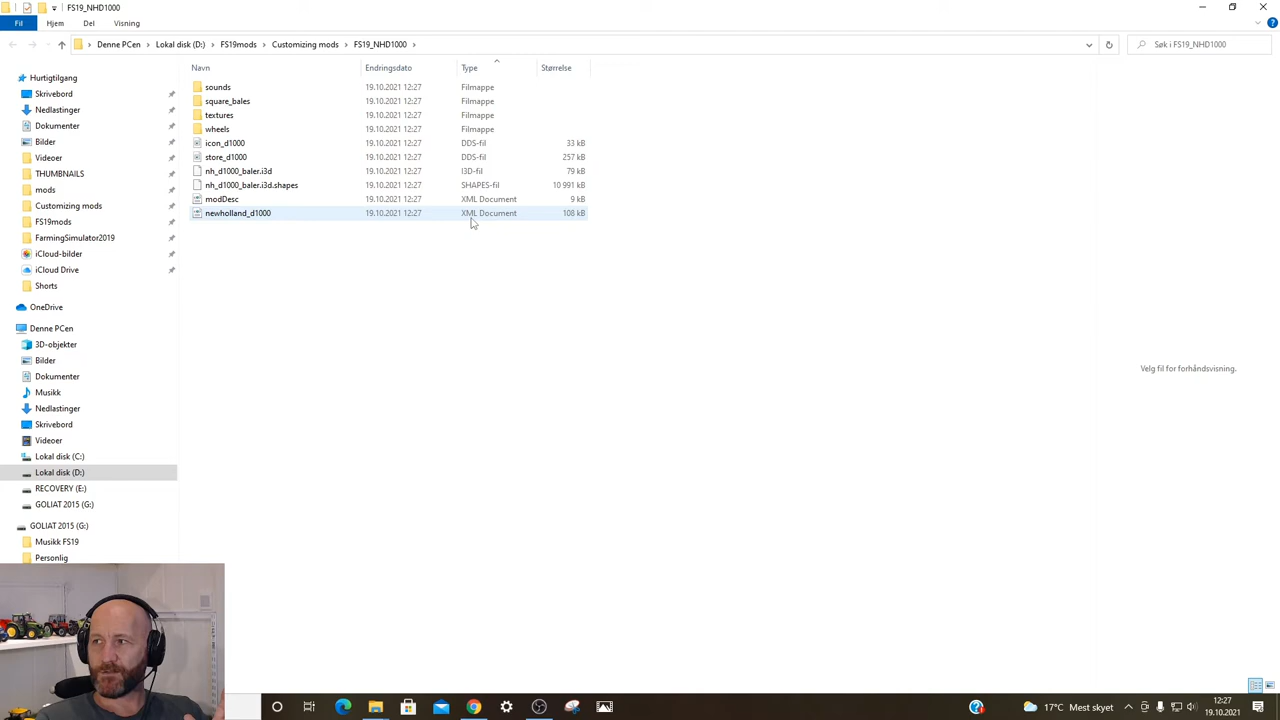 FS19_NHD1000
Fil Hjem Del Visning
Denne PCen Lokal disk (D:) FS19mods Customizing mods FS19_NHD1000 Søk i FS19_NHD1000
Navn Endringsdato Type Størrelse
Hurtigtilgang
Skrivebord
Nedlastinger
Dokumenter
Bilder
Videoer
THUMBNAILS
mods
Customizing mods
FS19mods
FarmingSimulator2019
iCloud-bilder
iCloud Drive
Shorts
OneDrive
Denne PCen
3D-objekter
Bilder
Dokumenter
Musikk
Nedlastinger
Skrivebord
Videoer
Lokal disk (C:)
Lokal disk (D:)
RECOVERY (E:)
GOLIAT 2015 (G:)
GOLIAT 2015 (G:)
Musikk FS19
Personlig
sounds 19.10.2021 12:27 Filmappe
square_bales 19.10.2021 12:27 Filmappe
textures 19.10.2021 12:27 Filmappe
wheels 19.10.2021 12:27 Filmappe
icon_d1000 19.10.2021 12:27 DDS-fil 33 kB
store_d1000 19.10.2021 12:27 DDS-fil 257 kB
nh_d1000_baler.i3d 19.10.2021 12:27 I3D-fil 79 kB
nh_d1000_baler.i3d.shapes 19.10.2021 12:27 SHAPES-fil 10 991 kB
modDesc 19.10.2021 12:27 XML Document 9 kB
newholland_d1000 19.10.2021 12:27 XML Document 108 kB
Velg fil for forhåndsvisning.
17°C Mest skyet
12:27
19.10.2021